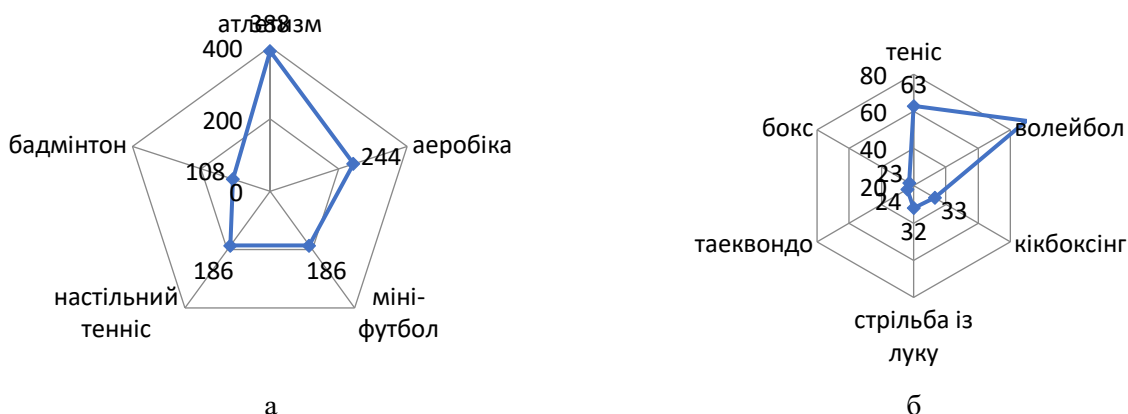 388
атлетизм
400
200
0
108
244
186
186
бадмінтон
аеробіка
настільний
тенніс
міні-
футбол
а
теніс
80
63
60
40
20
23
24
32
33
бокс
волейбол
таеквондо
кікбоксінг
стрільба із
луку
б